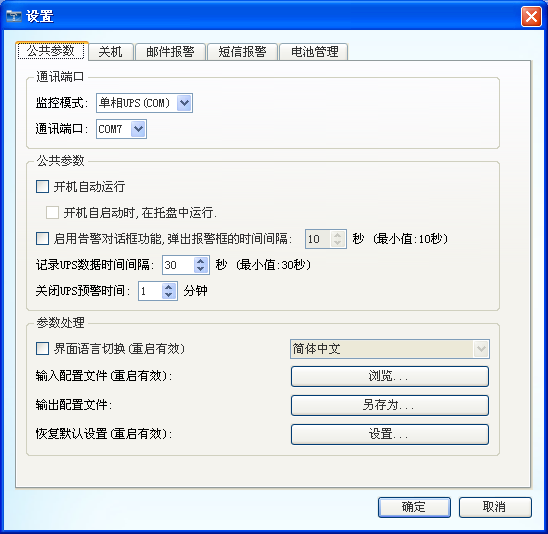 设置
公共参数 关机 邮件报警 短信报警 电池管理
通讯端口
监控模式: 单相UPS(COM)
通讯端口: COM7
公共参数
开机自动运行
开机自启动时,在托盘中运行.
启用告警对话框功能,弹出报警框的时间间隔: 10 秒 (最小值:10秒)
记录UPS数据时间间隔: 30 秒 (最小值:30秒)
关闭UPS预警时间: 1 分钟
参数处理
界面语言切换(重启有效) 简体中文
输入配置文件(重启有效): 浏览...
输出配置文件: 另存为...
恢复默认设置(重启有效): 设置...
确定 取消